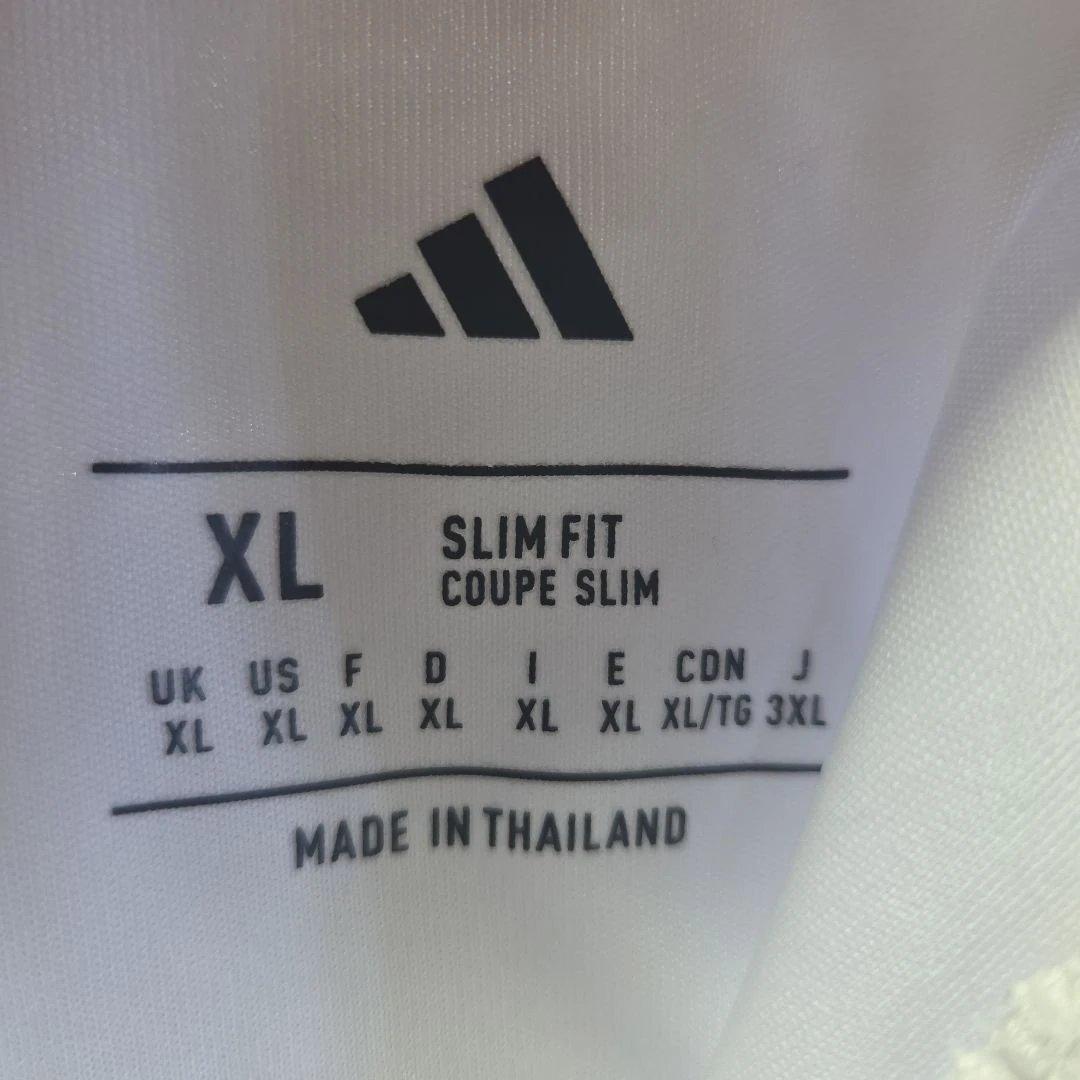 XL
SLIM FIT
COUPE SLIM
UK US F D I E CDN J
XL XL XL XL XL XL XL/TG 3XL
MADE IN THAILAND